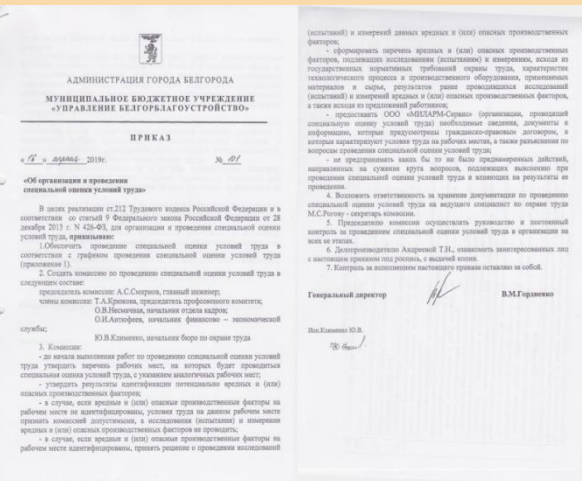 АДМИНИСТРАЦИЯ ГОРОДА БЕЛГОРОДА
МУНИЦИПАЛЬНОЕ БЮДЖЕТНОЕ УЧРЕЖДЕНИЕ
«УПРАВЛЕНИЕ БЕЛГОРБЛАГОУСТРОЙСТВО»
ПРИКАЗ
« 16 » апреля 2019г. № 101
«Об организации и проведении
специальной оценки условий труда»
В целях реализации ст.212 Трудового кодекса Российской Федерации и в
соответствии со статьей 9 Федерального закона Российской Федерации от 28
декабря 2013 г. N 426-ФЗ, для организации и проведения специальной оценки
условий труда, приказываю:
1.Обеспечить проведение специальной оценки условий труда в
соответствии с графиком проведения специальной оценки условий труда
(приложение 1).
2. Создать комиссию по проведению специальной оценки условий труда в
следующем составе:
председатель комиссии: А.С.Смирнов, главный инженер;
члены комиссии: Т.А.Крюкова, председатель профсоюзного комитета;
О.В.Несмачная, начальник отдела кадров;
О.И.Антюфеев, начальник финансово – экономической
службы;
Ю.В.Клименко, начальник бюро по охране труда
3. Комиссии:
- до начала выполнения работ по проведению специальной оценки условий
труда утвердить перечень рабочих мест, на которых будет проводиться
специальная оценка условий труда, с указанием аналогичных рабочих мест;
- утвердить результаты идентификации потенциально вредных и (или)
опасных производственных факторов;
- в случае, если вредные и (или) опасные производственные факторы на
рабочем месте не идентифицированы, условия труда на данном рабочем месте
признать комиссией допустимыми, а исследования (испытания) и измерения
вредных и (или) опасных производственных факторов не проводить;
- в случае, если вредные и (или) опасные производственные факторы на
рабочем месте идентифицированы, принять решение о проведении исследований
(испытаний) и измерений данных вредных и (или) опасных производственных
факторов;
- сформировать перечень вредных и (или) опасных производственных
факторов, подлежащих исследованиям (испытаниям) и измерениям, исходя из
государственных нормативных требований охраны труда, характеристик
технологического процесса и производственного оборудования, применяемых
материалов и сырья, результатов ранее проводившихся исследований
(испытаний) и измерений вредных и (или) опасных производственных факторов,
а также исходя из предложений работников;
- предоставить ООО «МИЛАРМ-Сервис» (организации, проводящей
специальную оценку условий труда) необходимые сведения, документы и
информацию, которые предусмотрены гражданско-правовым договором, и
которые характеризуют условия труда на рабочих местах, а также разъяснения по
вопросам проведения специальной оценки условий труда;
- не предпринимать каких бы то ни было преднамеренных действий,
направленных на сужение круга вопросов, подлежащих выяснению при
проведении специальной оценки условий труда и влияющих на результаты ее
проведения.
4. Возложить ответственность за хранение документации по проведению
специальной оценки условий труда на ведущего специалиста по охране труда
М.С.Рогову - секретарь комиссии.
5. Председателю комиссии осуществлять руководство и постоянный
контроль за проведением специальной оценки условий труда в организации на
всех ее этапах.
6. Делопроизводителю Андреевой Т.Н., ознакомить заинтересованных лиц
с настоящим приказом под роспись, с выдачей копии.
7. Контроль за исполнением настоящего приказа оставляю за собой.
Генеральный директор В.М.Гордиенко
Исп.Клименко Ю.В.